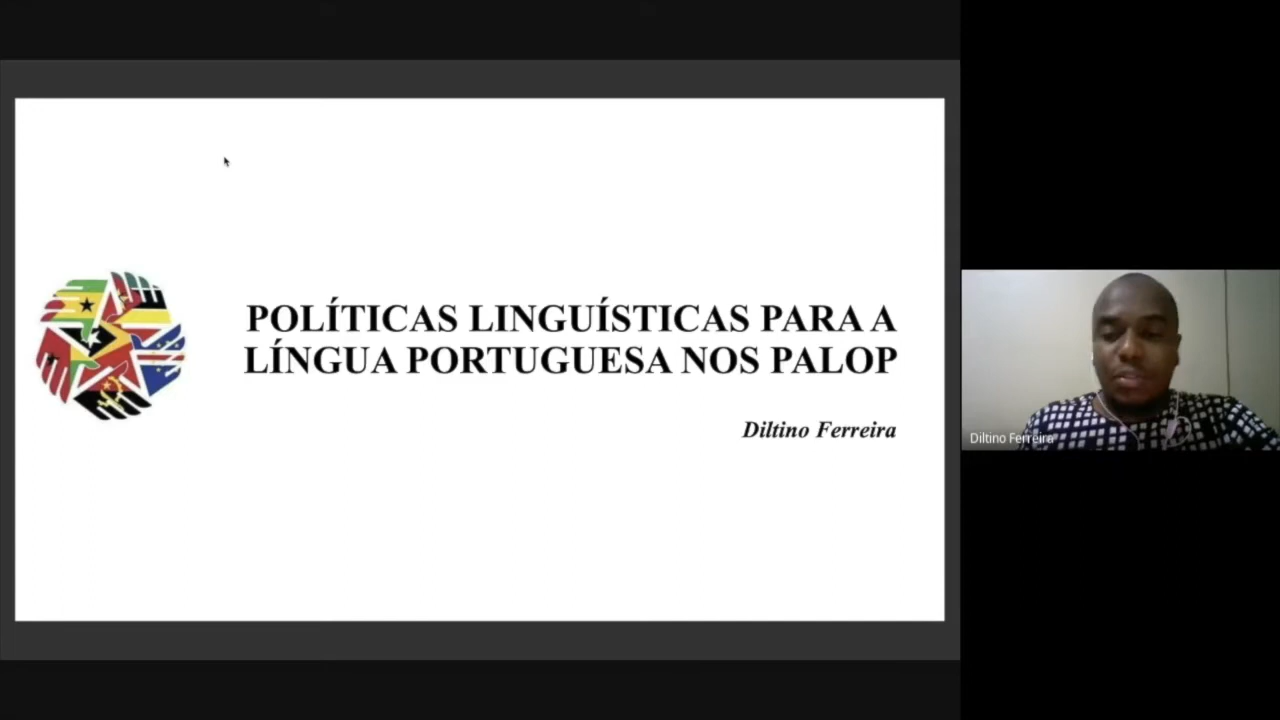 POLÍTICAS LINGUÍSTICAS PARA A
LÍNGUA PORTUGUESA NOS PALOP
Diltino Ferreira
Diltino Ferreira